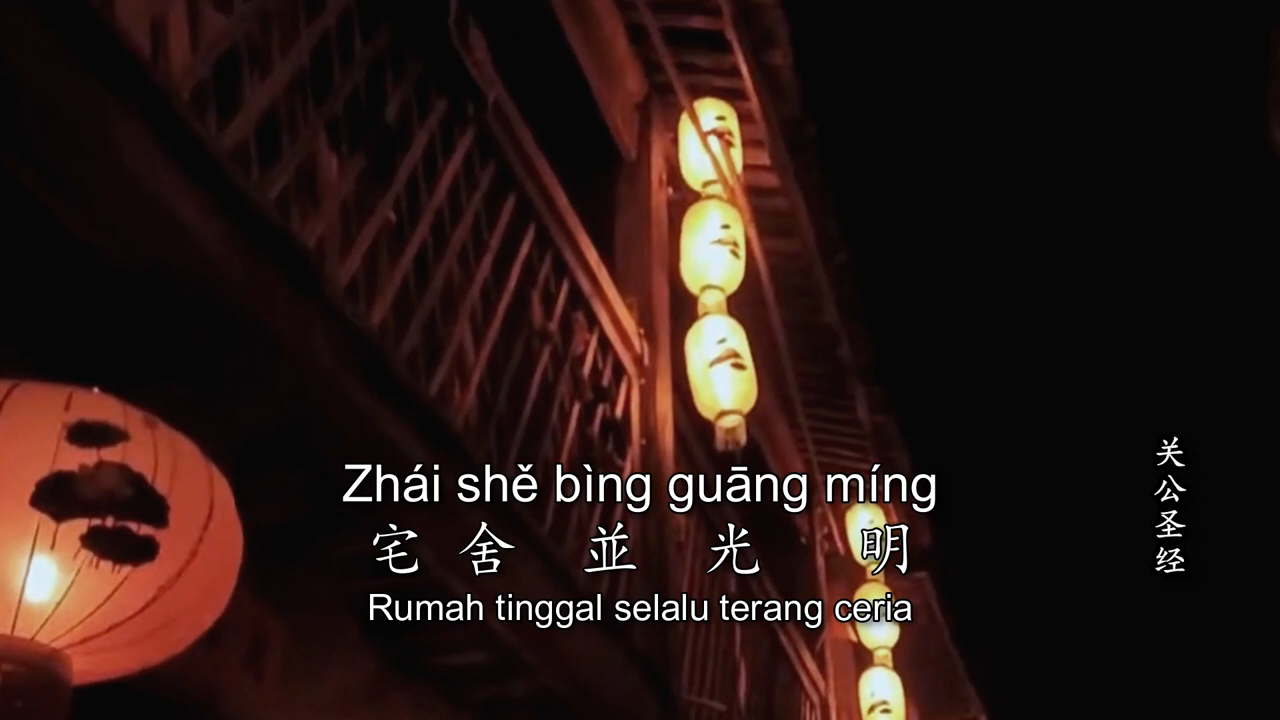 Zhái shě bìng guāng míng
宅舍並光明
Rumah tinggal selalu terang ceria
关公圣经